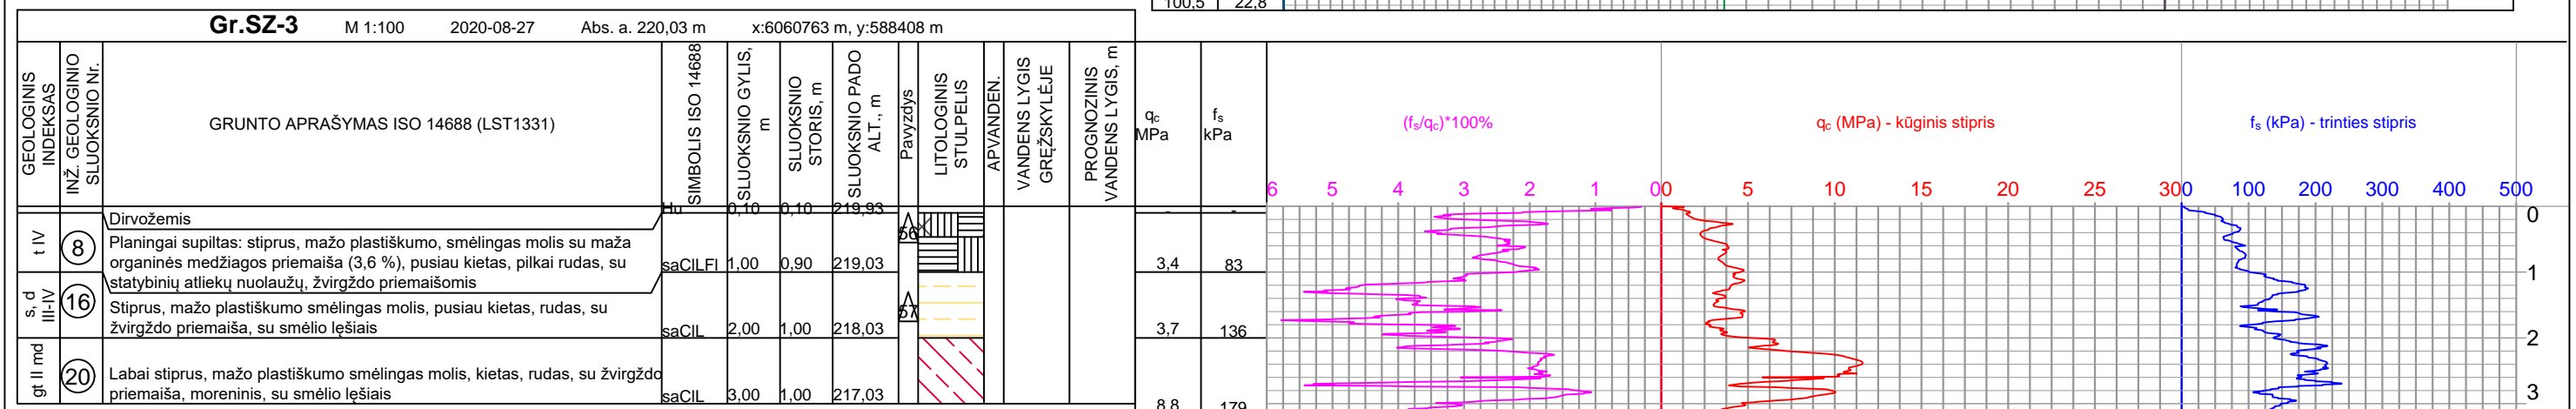 100,5 22,8
Gr.SZ-3 M 1:100 2020-08-27 Abs. a. 220,03 m x:6060763 m, y:588408 m
GEOLOGINIS
INDEKSAS
INŽ. GEOLOGINIO
SLUOKSNIO Nr.
GRUNTO APRAŠYMAS ISO 14688 (LST1331)
SIMBOLIS ISO 14688
SLUOKSNIO GYLIS,
m
SLUOKSNIO
STORIS, m
SLUOKSNIO PADO
ALT., m
Pavyzdys
LITOLOGINIS
STULPELIS
APVANDEN.
VANDENS LYGIS
GRĘŽSKYLĖJE
PROGNOZINIS
VANDENS LYGIS, m
qc
MPa
fs
kPa
(fs/qc)*100%
qc (MPa) - kūginis stipris
fs (kPa) - trinties stipris
6 5 4 3 2 1 0
0 5 10 15 20 25 30
0 100 200 300 400 500
Dirvožemis
Hu 0,10 0,10 219,93
t IV
8
Planingai supiltas: stiprus, mažo plastiškumo, smėlingas molis su maža
organinės medžiagos priemaiša (3,6 %), pusiau kietas, pilkai rudas, su
statybinių atliekų nuolaužų, žvirgždo priemaišomis
saClLFl 1,00 0,90 219,03
56
3,4 83
s, d
III-IV
16
Stiprus, mažo plastiškumo smėlingas molis, pusiau kietas, rudas, su
žvirgždo priemaiša, su smėlio lęšiais
saClL 2,00 1,00 218,03
57
3,7 136
gt II md
20
Labai stiprus, mažo plastiškumo smėlingas molis, kietas, rudas, su žvirgždo
priemaiša, moreninis, su smėlio lęšiais
saClL 3,00 1,00 217,03
8,8 179
0
1
2
3